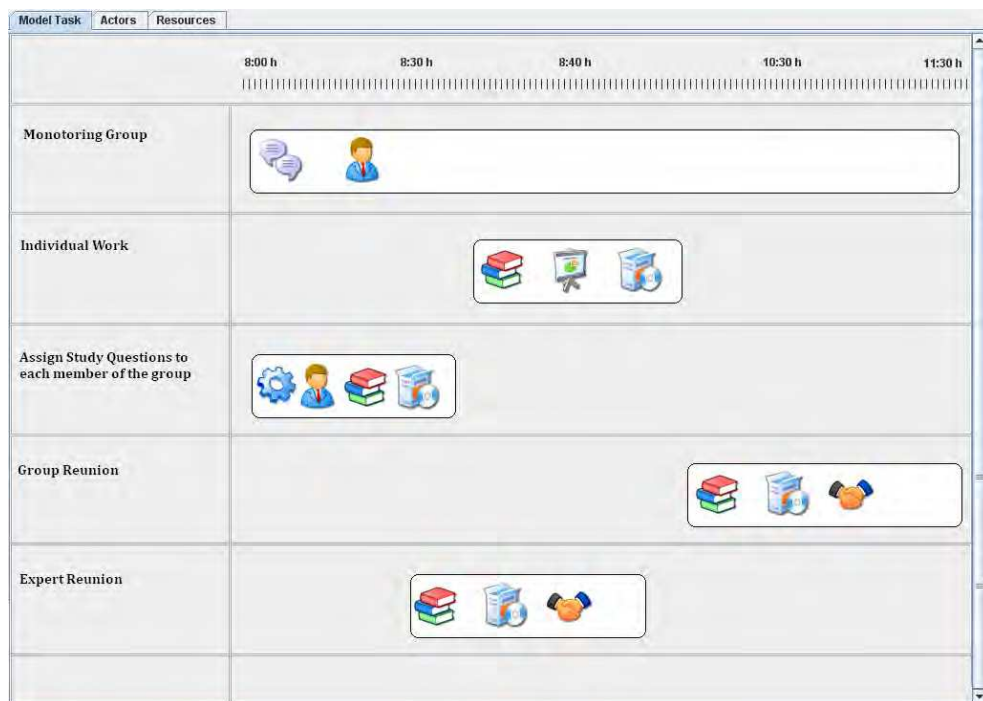 Model Task Actors Resources
8:00 h 8:30 h 8:40 h 10:30 h 11:30 h
Monotoring Group
Individual Work
Assign Study Questions to
each member of the group
Group Reunion
Expert Reunion